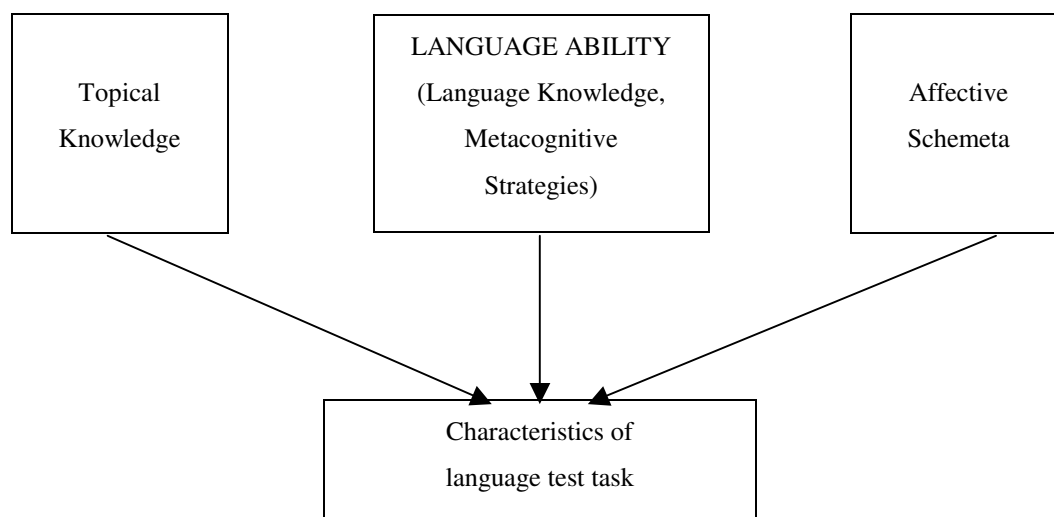 Topical
Knowledge
LANGUAGE ABILITY
(Language Knowledge,
Metacognitive
Strategies)
Affective
Schemeta
Characteristics of
language test task